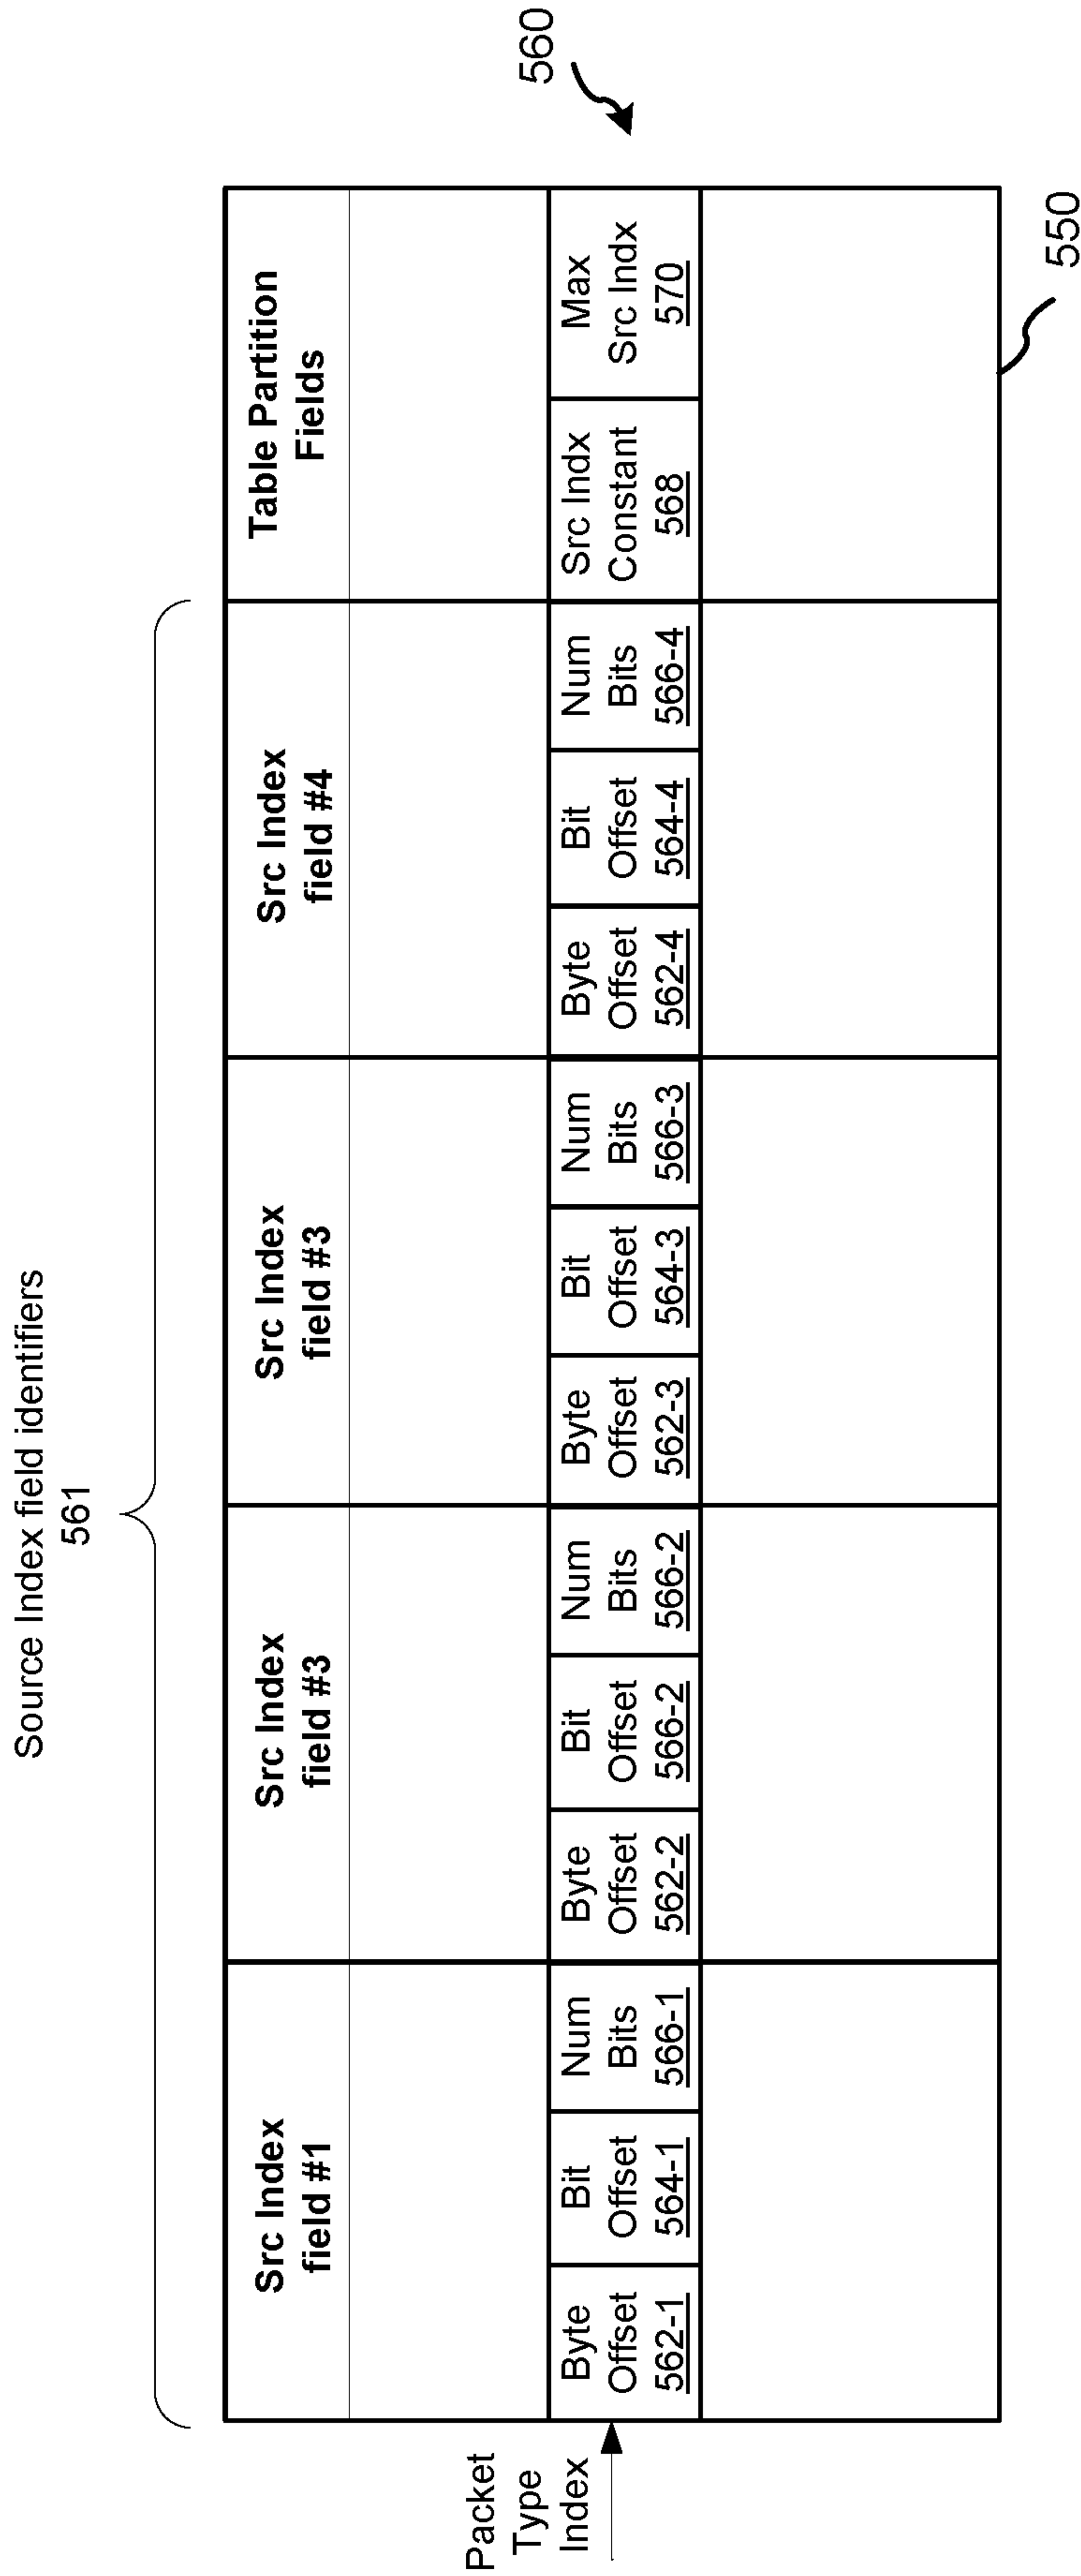 Source Index field identifiers
561
Src Index
field #1
Src Index
field #3
Src Index
field #3
Src Index
field #4
Table Partition
Fields
Packet
Type
Index
Byte
Offset
562-1
Bit
Offset
564-1
Num
Bits
566-1
Byte
Offset
562-2
Bit
Offset
566-2
Num
Bits
566-2
Byte
Offset
562-3
Bit
Offset
564-3
Num
Bits
566-3
Byte
Offset
562-4
Bit
Offset
564-4
Num
Bits
566-4
Src Indx
Constant
568
Max
Src Indx
570
560
550